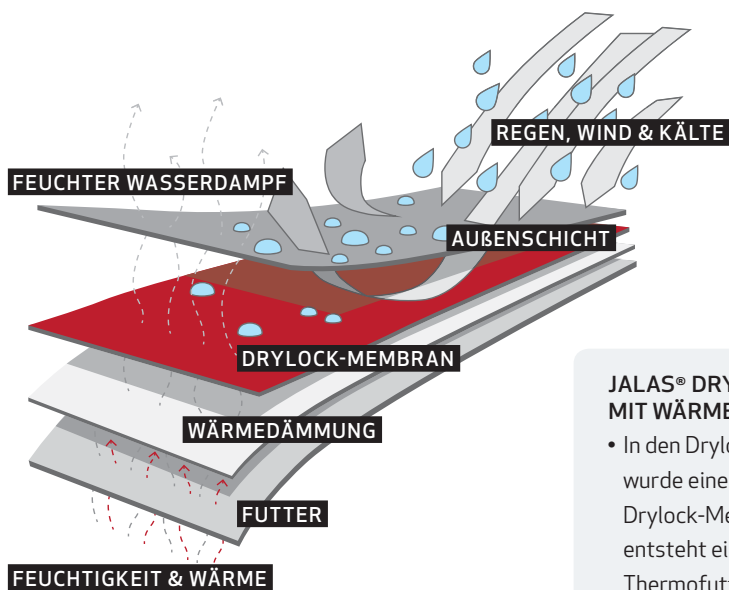 REGEN, WIND & KÄLTE
FEUCHTER WASSERDAMPF
AUßENSCHICHT
DRYLOCK-MEMBRAN
WÄRMEDÄMMUNG
FUTTER
FEUCHTIGKEIT & WÄRME
JALAS® DRY
MIT WÄRME
• In den Drylo
wurde eine
Drylock-Me
entsteht ei
Thermofutt